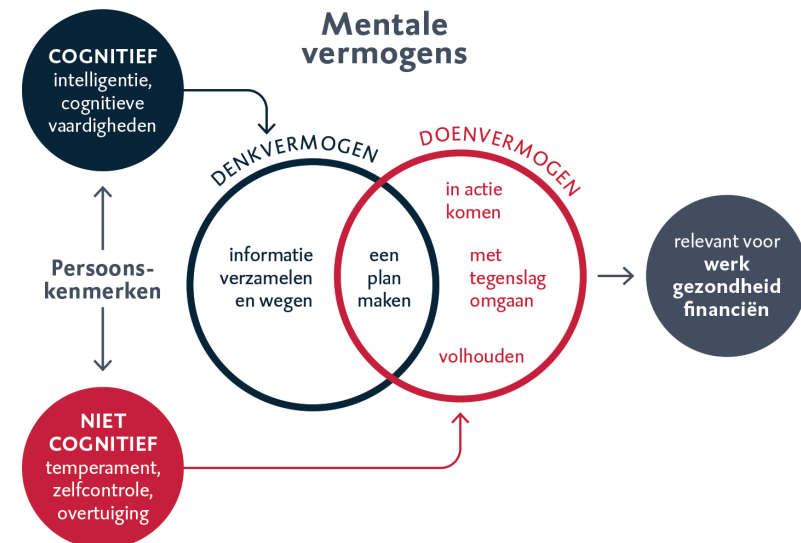 Mentale
vermogens
COGNITIEF
intelligentie,
cognitieve
vaardigheden
Persoons-
kenmerken
NIET
COGNITIEF
temperament,
zelfcontrole,
overtuiging
DENKVERMOGEN
informatie
verzamelen
en wegen
een
plan
maken
DOENVERMOGEN
in actie
komen
met
tegenslag
omgaan
volhouden
relevant voor
werk
gezondheid
financiën